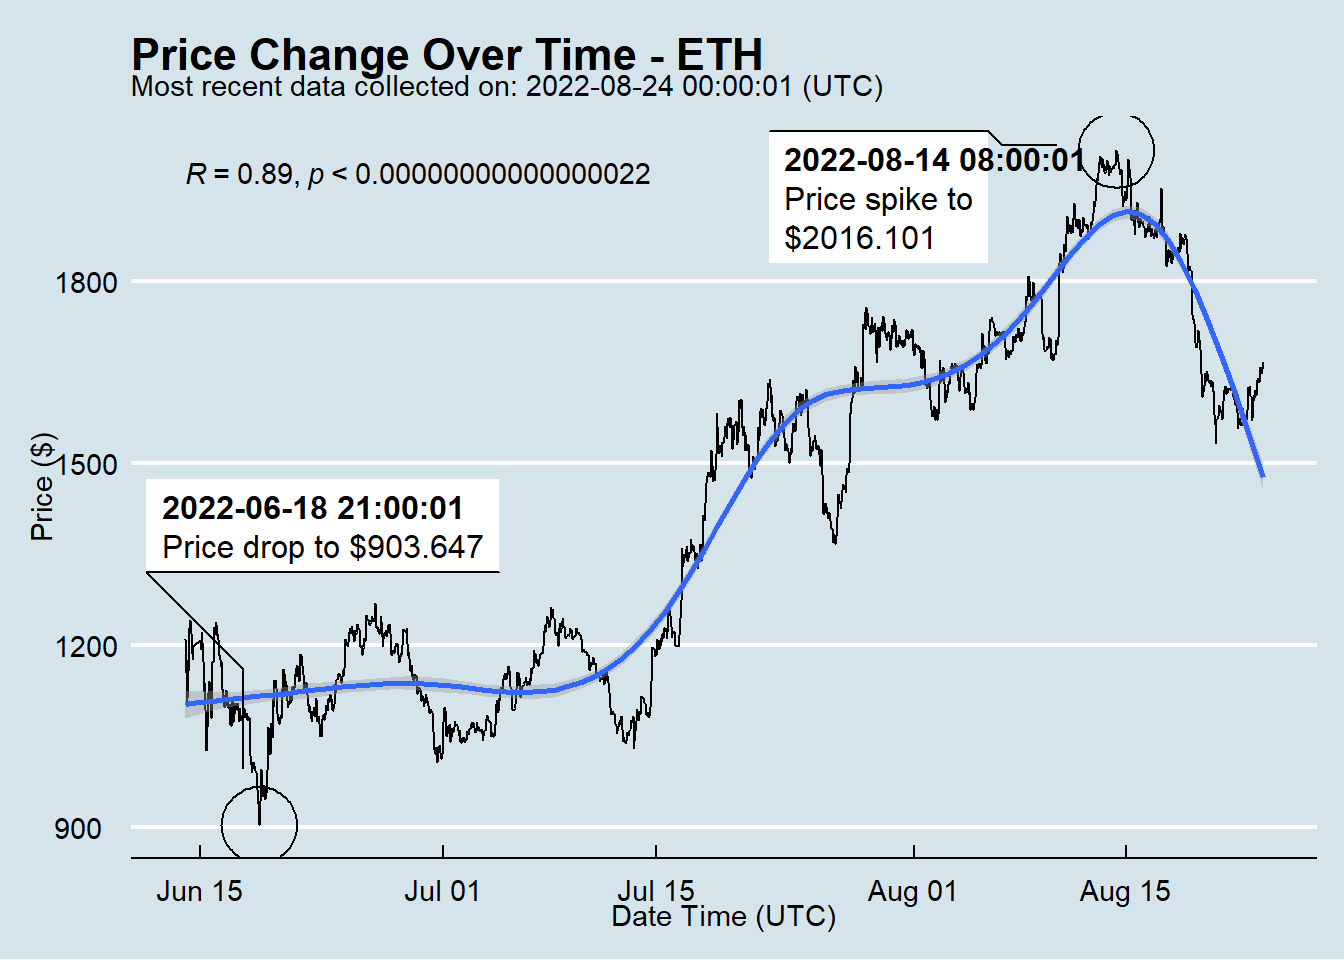 Price Change Over Time - ETH
Most recent data collected on: 2022-08-24 00:00:01 (UTC)
R = 0.89, p < 0.00000000000000022
2022-08-14 08:00:01
Price spike to
$2016.101
1800
1500
1200
900
Price ($)
2022-06-18 21:00:01
Price drop to $903.647
Jun 15
Jul 01
Jul 15
Aug 01
Aug 15
Date Time (UTC)